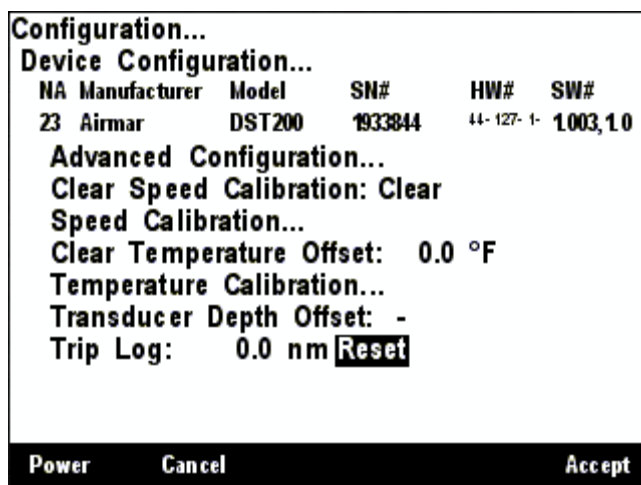 Configuration...
Device Configuration...
NA Manufacturer Model SN# HW# SW#
23 Airmar DST200 1933844 44-127-1- 1.003, 1.0
Advanced Configuration...
Clear Speed Calibration: Clear
Speed Calibration...
Clear Temperature Offset: 0.0 °F
Temperature Calibration...
Transducer Depth Offset: -
Trip Log: 0.0 nm Reset
Power Cancel Accept